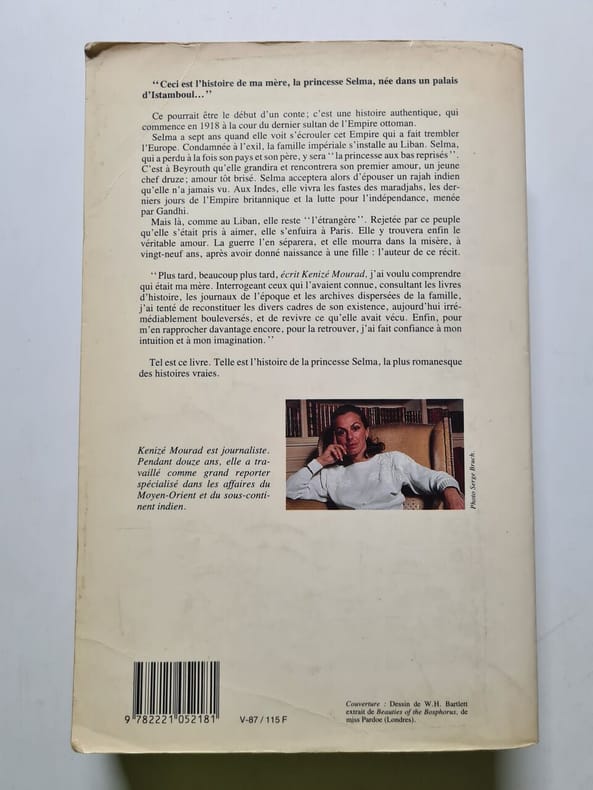 “Ceci est l'histoire de ma mère, la princesse Selma, née dans un palais
d'Istamboul...”
Ce pourrait être le début d'un conte; c'est une histoire authentique, qui
commence en 1918 à la cour du dernier sultan de l'Empire ottoman.
Selma a sept ans quand elle voit s'écrouler cet Empire qui a fait trembler
l'Europe. Condamnée à l'exil, la famille impériale s'installe au Liban. Selma,
qui a perdu à la fois son pays et son père, y sera “la princesse aux bas reprisés”.
C'est à Beyrouth qu'elle grandira et rencontrera son premier amour, un jeune
chef druze; amour tôt brisé. Selma acceptera alors d'épouser un rajah indien
qu'elle n'a jamais vu. Aux Indes, elle vivra les fastes des maradjahs, les der-
niers jours de l'Empire britannique et la lutte pour l'indépendance, menée
par Gandhi.
Mais là, comme au Liban, elle reste “l'étrangère”. Rejetée par ce peuple
qu'elle s'était pris à aimer, elle s'enfuira à Paris. Elle y trouvera enfin le
véritable amour. La guerre l'en séparera, et elle mourra dans la misère, à
vingt-neuf ans, après avoir donné naissance à une fille : l'auteur de ce récit.
“Plus tard, beaucoup plus tard, écrit Kenizé Mourad, j'ai voulu comprendre
qui était ma mère. Interrogeant ceux qui l'avaient connue, consultant les livres
d'histoire, les journaux de l'époque et les archives dispersées de la famille,
j'ai tenté de reconstituer les divers cadres de son existence, aujourd'hui irré-
médiablement bouleversés, et de revivre ce qu'elle avait vécu. Enfin, pour
m'en rapprocher davantage encore, pour la retrouver, j'ai fait confiance à mon
intuition et à mon imagination.”
Tel est ce livre. Telle est l'histoire de la princesse Selma, la plus romanesque
des histoires vraies.
Kenizé Mourad est journaliste.
Pendant douze ans, elle a tra-
vaillé comme grand reporter
spécialisé dans les affaires du
Moyen-Orient et du sous-conti-
nent indien.
Photo Serge Bruch.
9 782221 052181
V-87 / 115 F
Couverture : Dessin de W.H. Bartlett
extrait de Beauties of the Bosphorus, de
miss Pardoe (Londres).